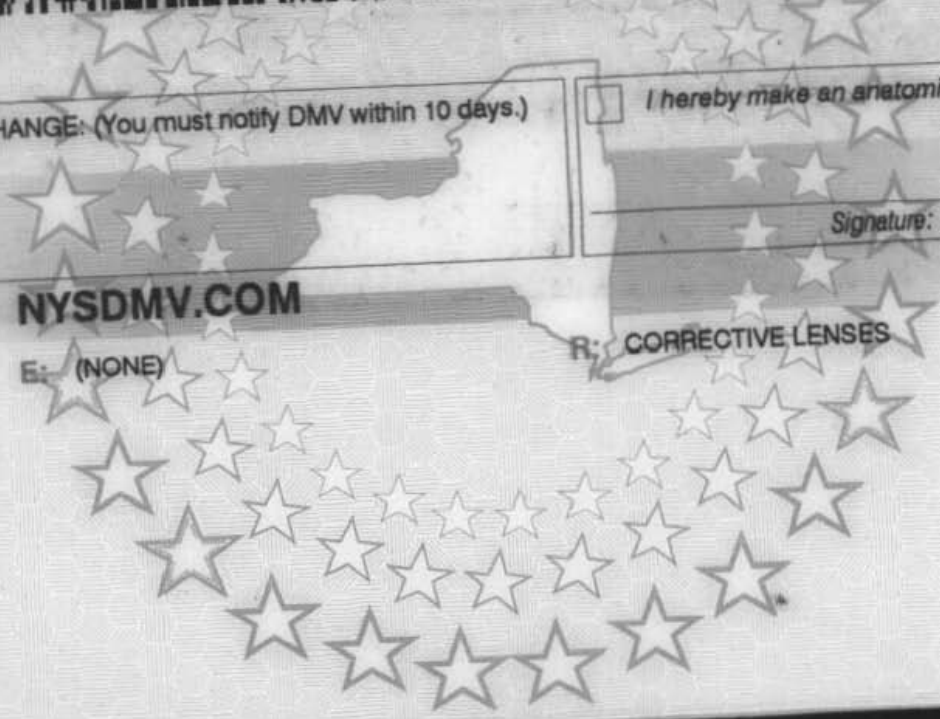 HANGE: (You must notify DMV within 10 days.)
I hereby make an anatomi
Signature:
NYSDMV.COM
E: (NONE)
R: CORRECTIVE LENSES